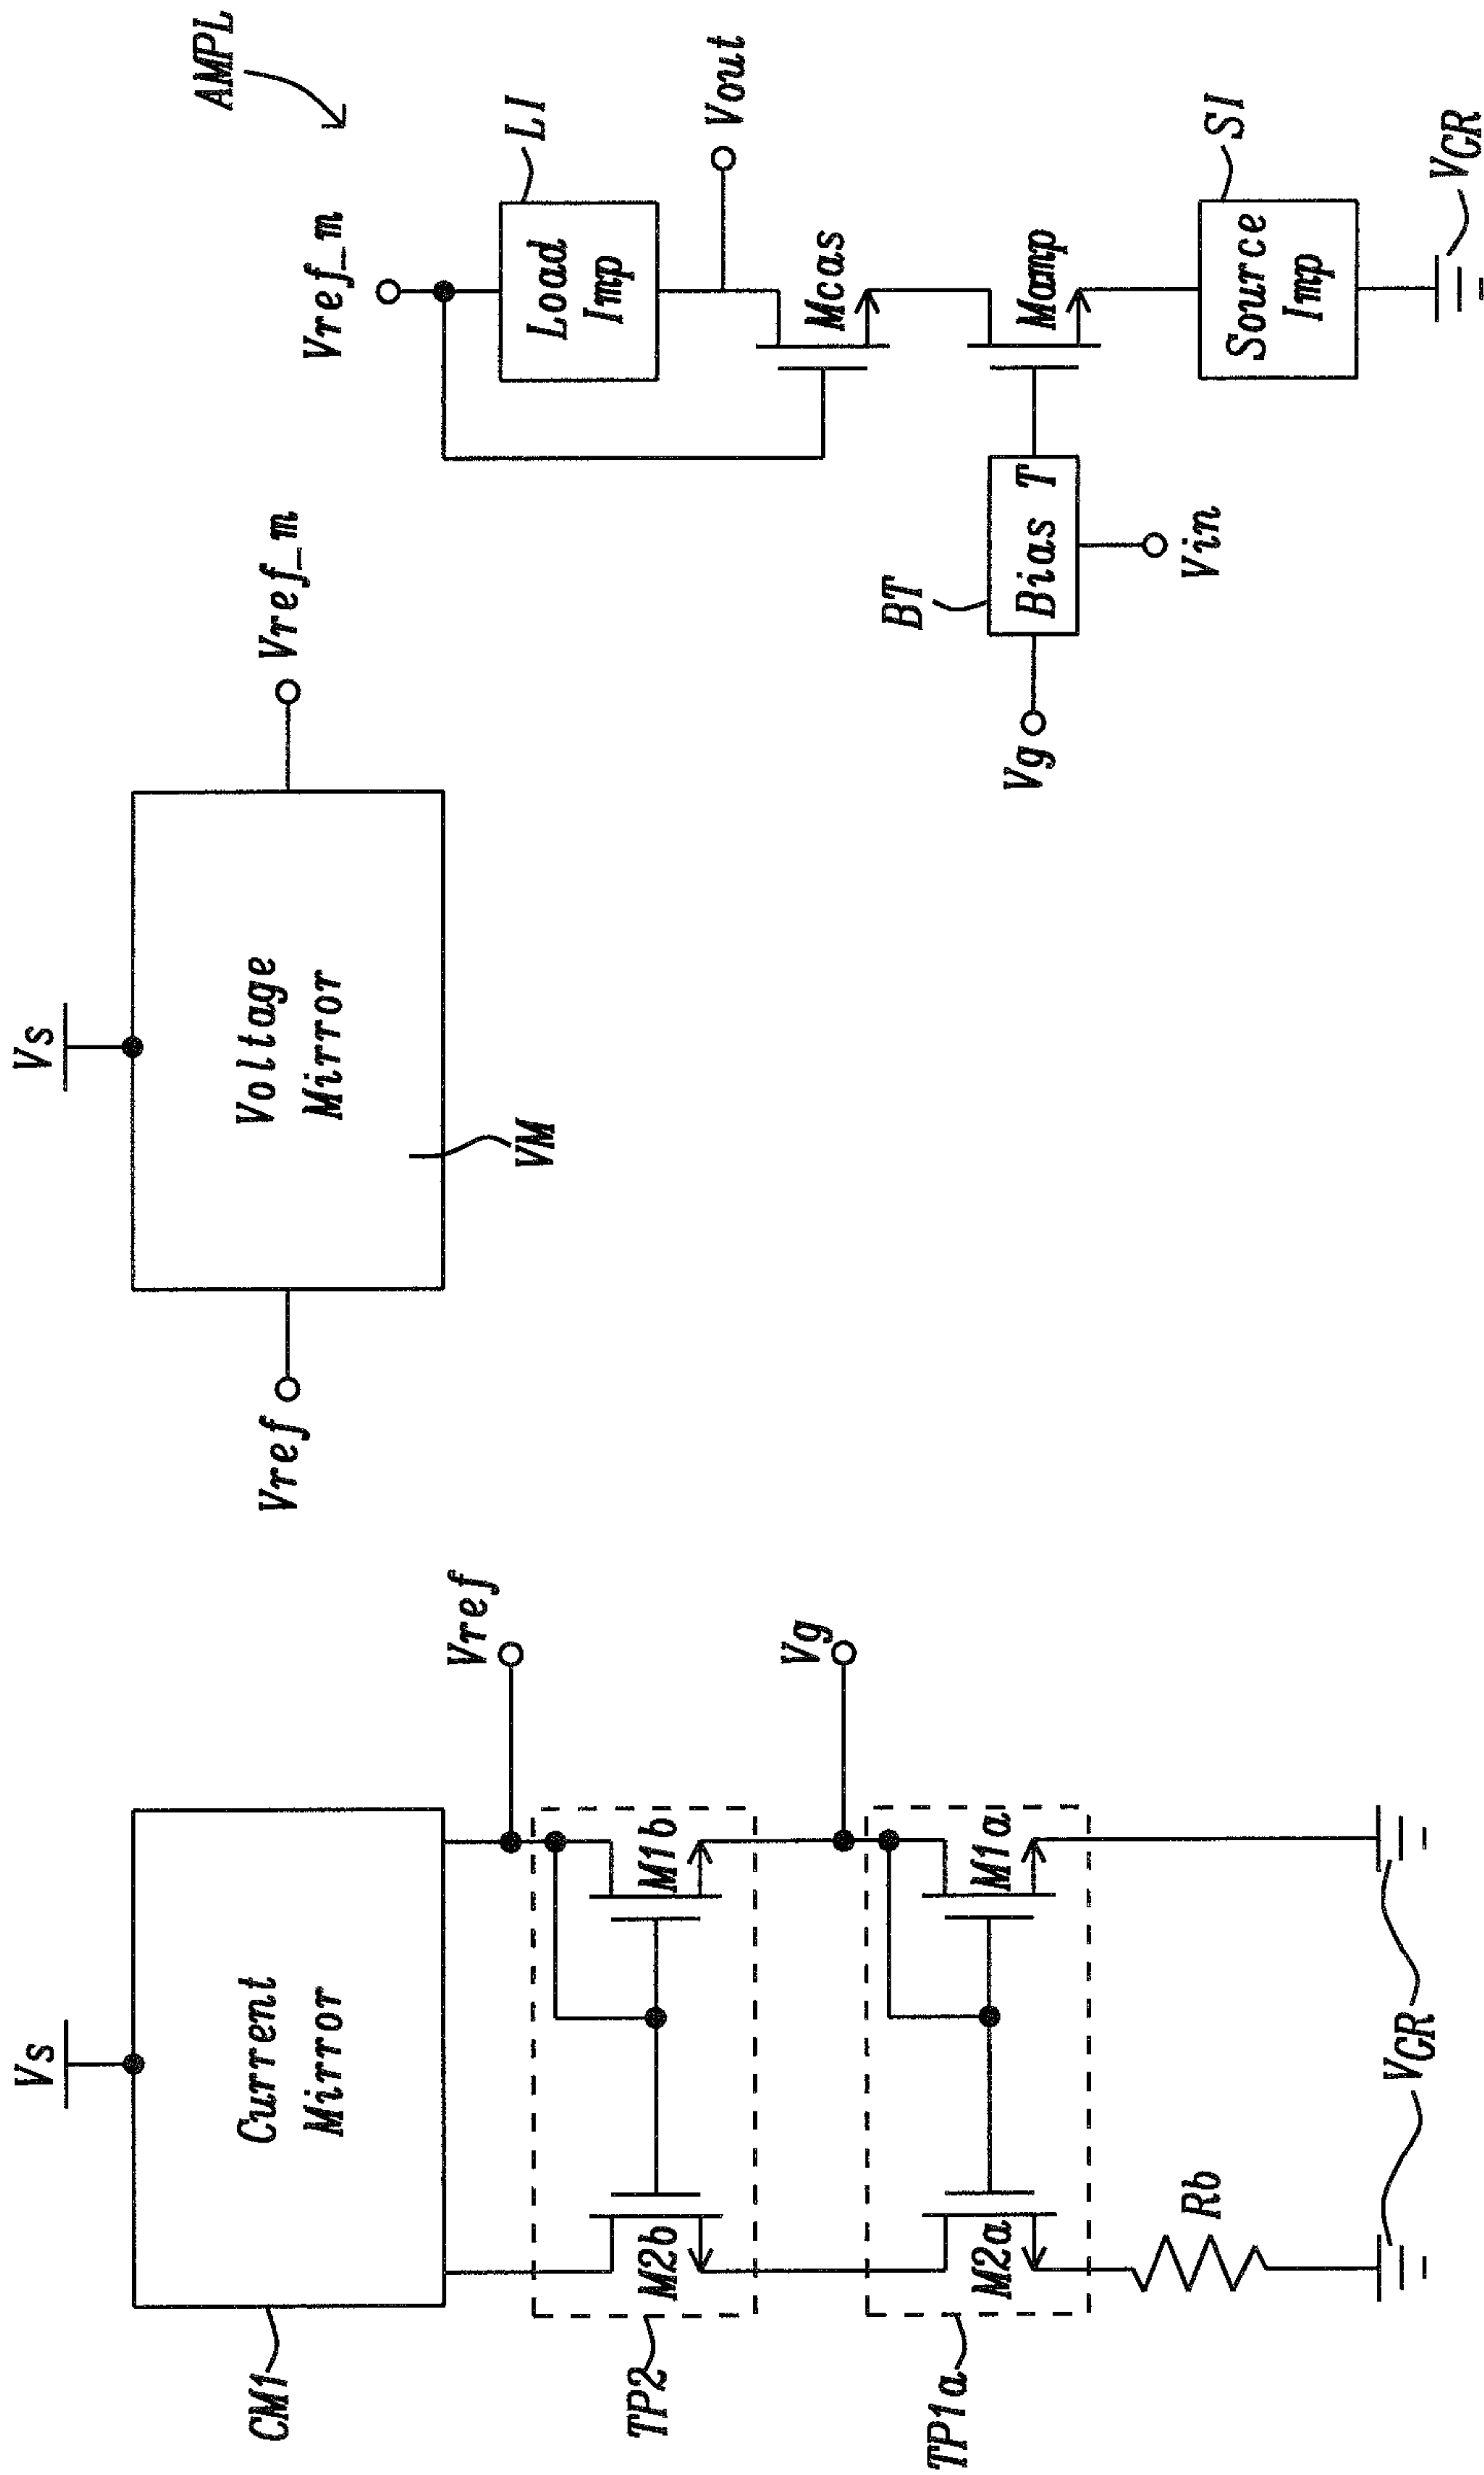 Vs
Current
Mirror
CM1
Vref
M2b
M1b
TP2
Vg
M2a
M1a
TP1a
Rb
VGR
Vs
Voltage
Mirror
Vref
Vref_m
VM
AMPL
Vref_m
Load
Imp
LI
Vout
Mcas
BT
Vg
Bias T
Mamp
Vin
Source
Imp
SI
VGR